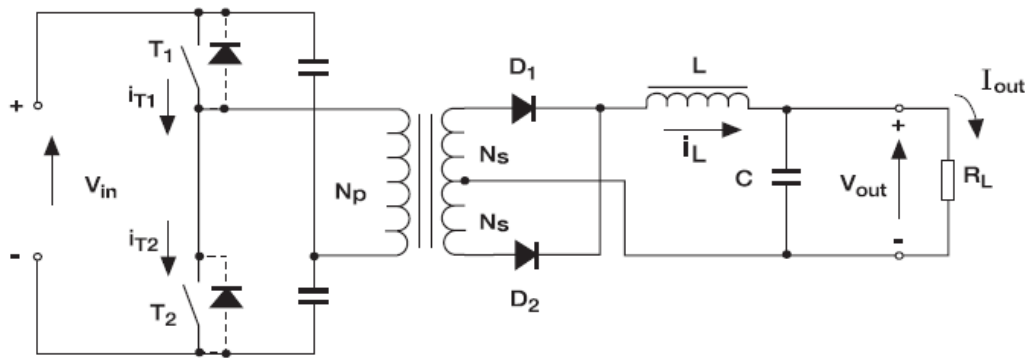 T1
iT1
+
Vin
-
iT2
T2
Np
Ns
Ns
D1
D2
L
iL
C
+
Vout
-
Iout
RL